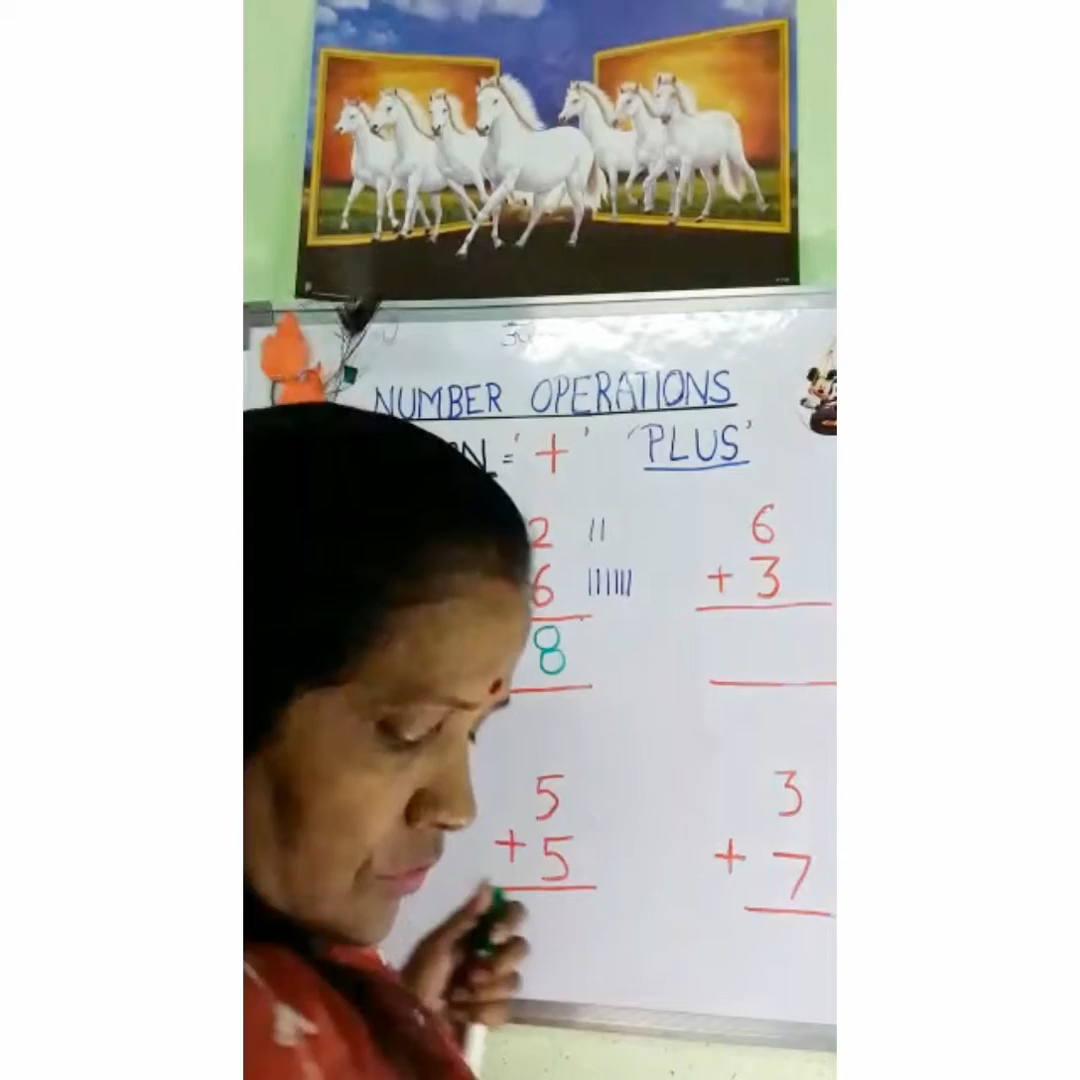 NUMBER OPERATIONS
= '+' 'PLUS'
2 6
6 + 3
8
5 3
+ 5 + 7